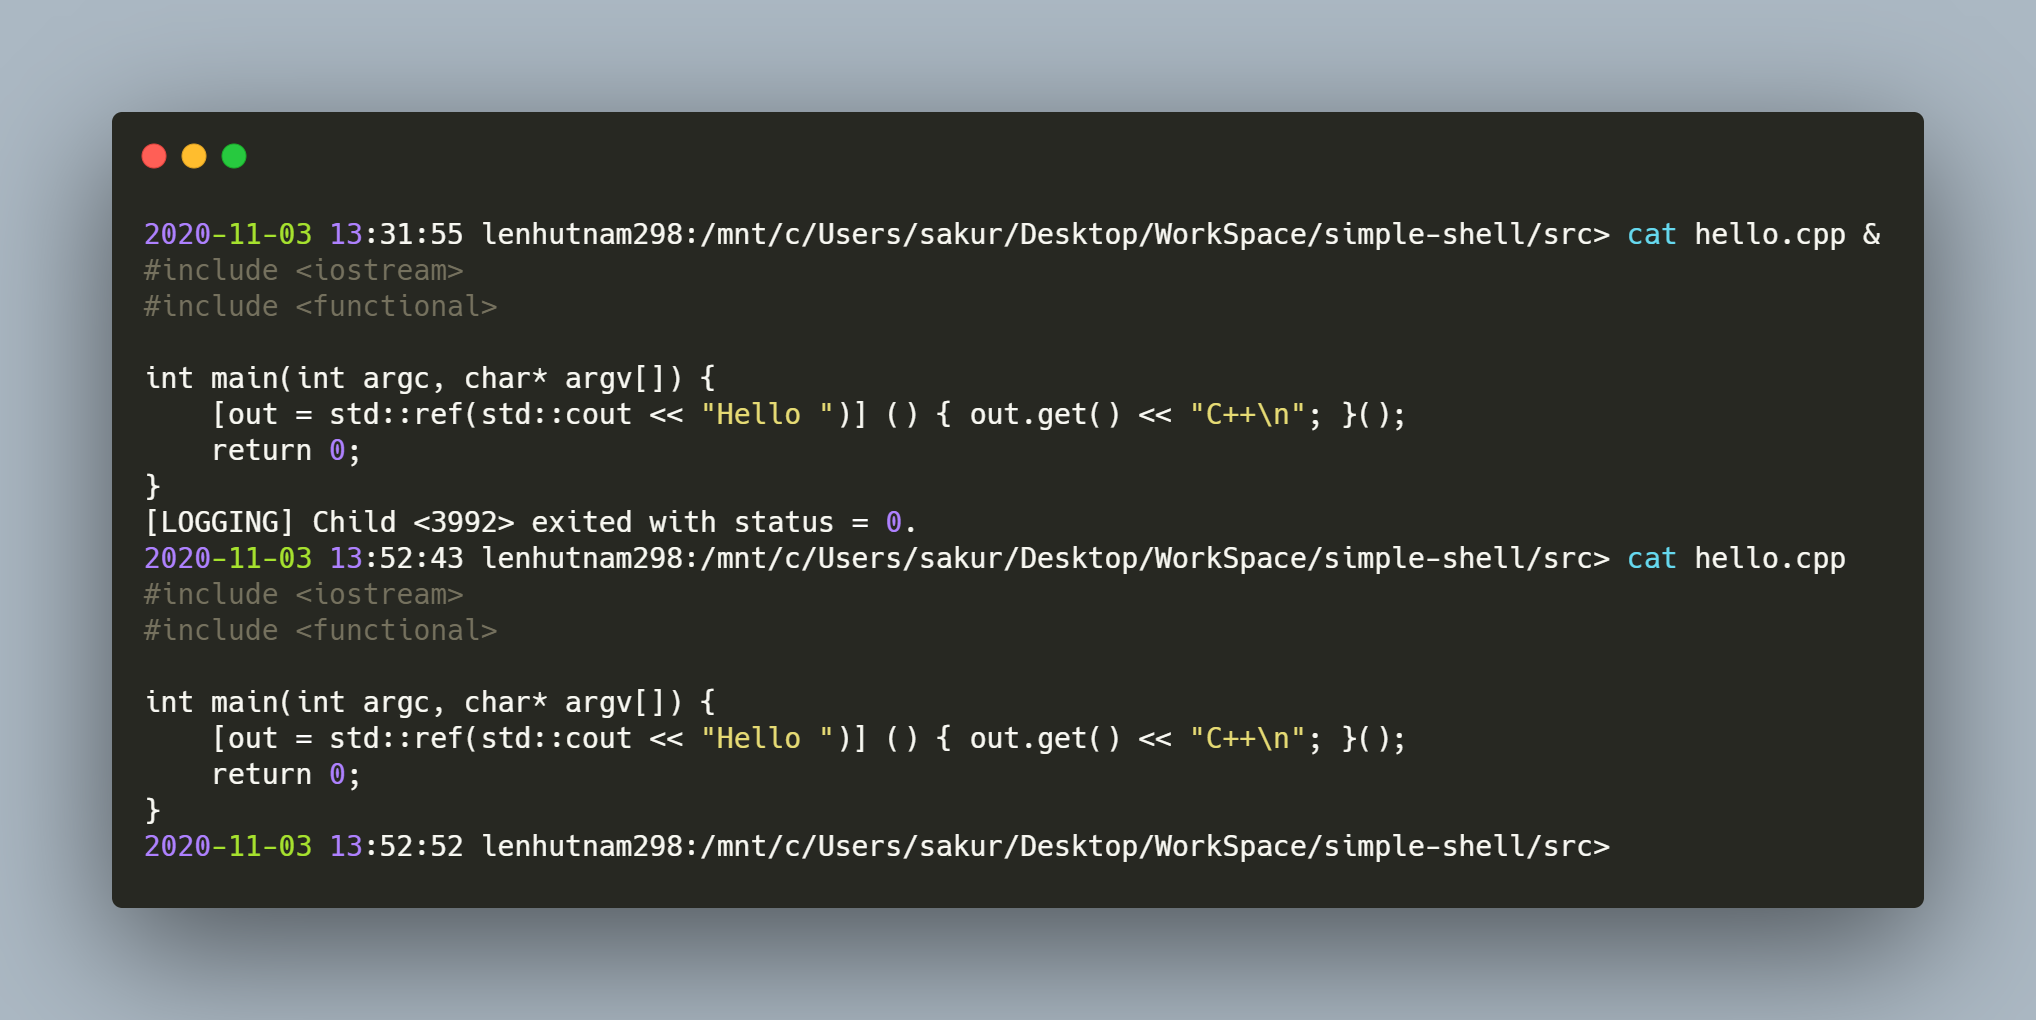 2020-11-03 13:31:55 lenhutnam298:/mnt/c/Users/sakur/Desktop/WorkSpace/simple-shell/src> cat hello.cpp &
#include <iostream>
#include <functional>

int main(int argc, char* argv[]) {
    [out = std::ref(std::cout << "Hello ")] () { out.get() << "C++\n"; }();
    return 0;
}
[LOGGING] Child <3992> exited with status = 0.
2020-11-03 13:52:43 lenhutnam298:/mnt/c/Users/sakur/Desktop/WorkSpace/simple-shell/src> cat hello.cpp
#include <iostream>
#include <functional>

int main(int argc, char* argv[]) {
    [out = std::ref(std::cout << "Hello ")] () { out.get() << "C++\n"; }();
    return 0;
}
2020-11-03 13:52:52 lenhutnam298:/mnt/c/Users/sakur/Desktop/WorkSpace/simple-shell/src>